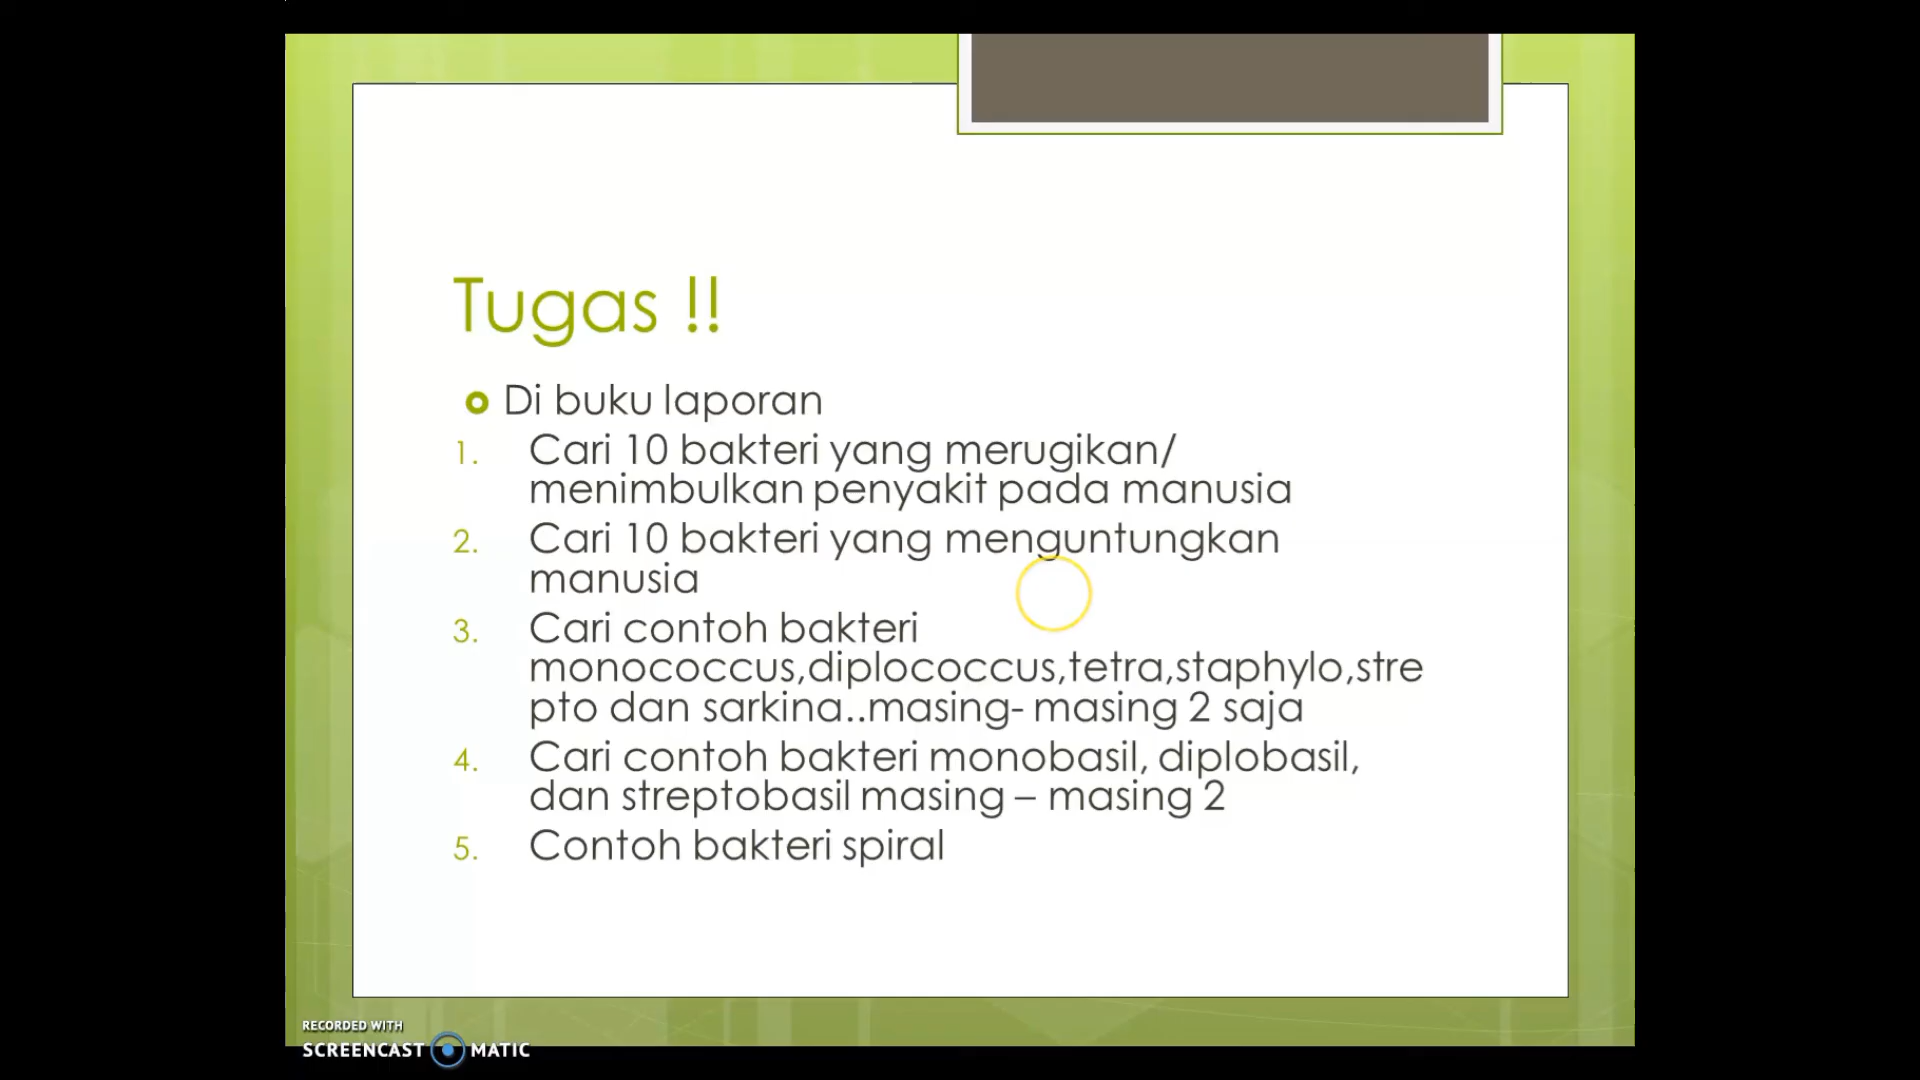 Tugas !!
Di buku laporan
1. Cari 10 bakteri yang merugikan/
menimbulkan penyakit pada manusia
2. Cari 10 bakteri yang menguntungkan
manusia
3. Cari contoh bakteri
monococcus,diplococcus,tetra,staphylo,stre
pto dan sarkina..masing- masing 2 saja
4. Cari contoh bakteri monobasil, diplobasil,
dan streptobasil masing – masing 2
5. Contoh bakteri spiral
RECORDED WITH
SCREENCAST MATIC